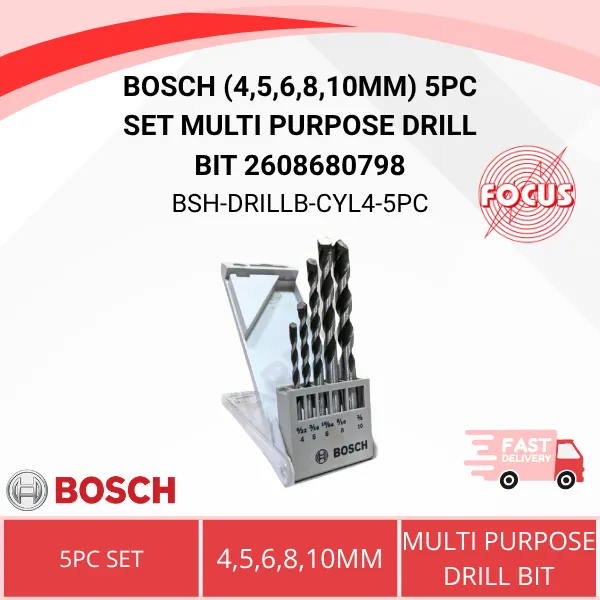 BOSCH (4,5,6,8,10MM) 5PC
SET MULTI PURPOSE DRILL
BIT 2608680798
BSH-DRILLB-CYL4-5PC
FOCUS
4 5 6 8 10
BOSCH
FAST
DELIVERY
BOSCH
5PC SET
4,5,6,8,10MM
MULTI PURPOSE
DRILL BIT